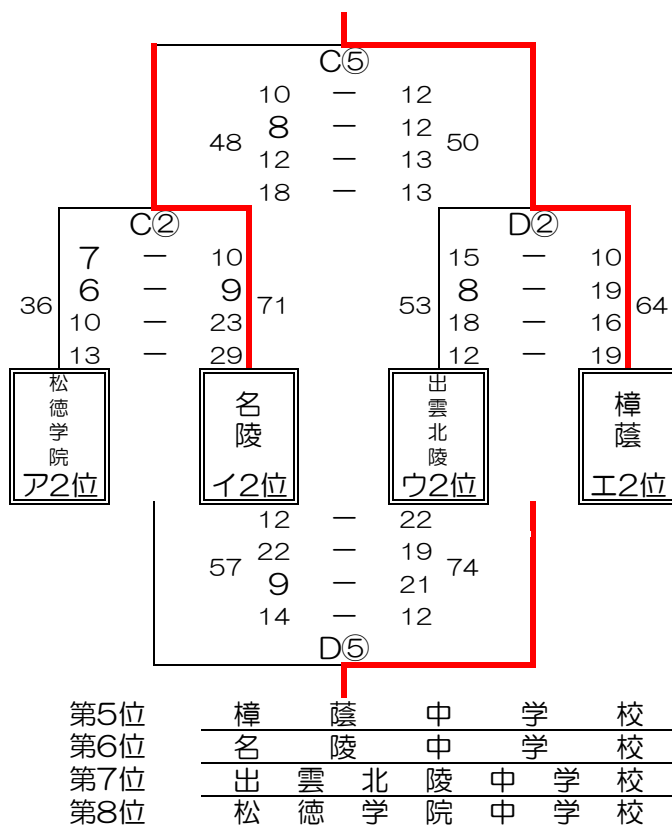 C⑤
10 ー 12
8 ー 12
48 50
12 ー 13
18 ー 13
C② D②
7 ー 10 15 ー 10
6 ー 9 8 ー 19
36 71 53 64
10 ー 23 18 ー 16
13 ー 29 12 ー 19
松徳学院 名陵 出雲北陵 樟蔭
ア2位 イ2位 ウ2位 エ2位
12 ー 22
22 ー 19
57 74
9 ー 21
14 ー 12
D⑤
第5位 樟蔭中学校
第6位 名陵中学校
第7位 出雲北陵中学校
第8位 松徳学院中学校